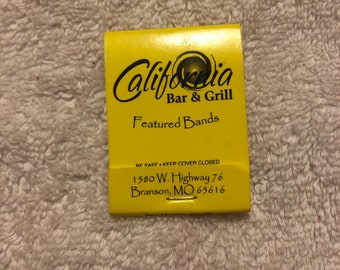 California
Bar & Grill
Featured Bands
BE SAFE • KEEP COVER CLOSED
1580 W. Highway 76
Branson, MO 65616